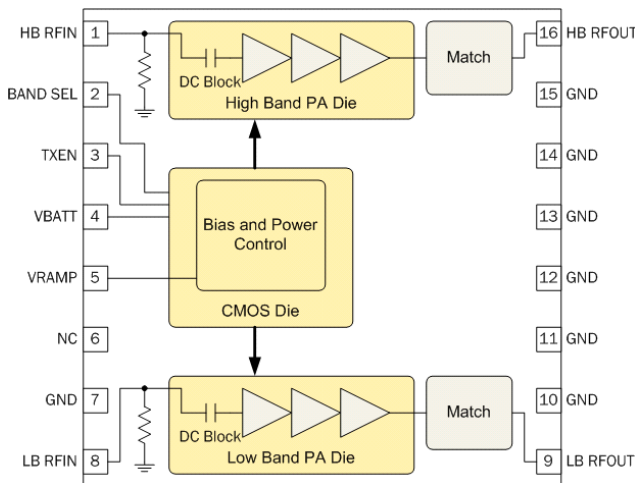 HB RFIN 1
16 HB RFOUT
DC Block
High Band PA Die
Match
BAND SEL 2
15 GND
TXEN 3
14 GND
VBATT 4
13 GND
Bias and Power
Control
VRAMP 5
12 GND
CMOS Die
NC 6
11 GND
GND 7
10 GND
DC Block
Low Band PA Die
Match
LB RFIN 8
9 LB RFOUT